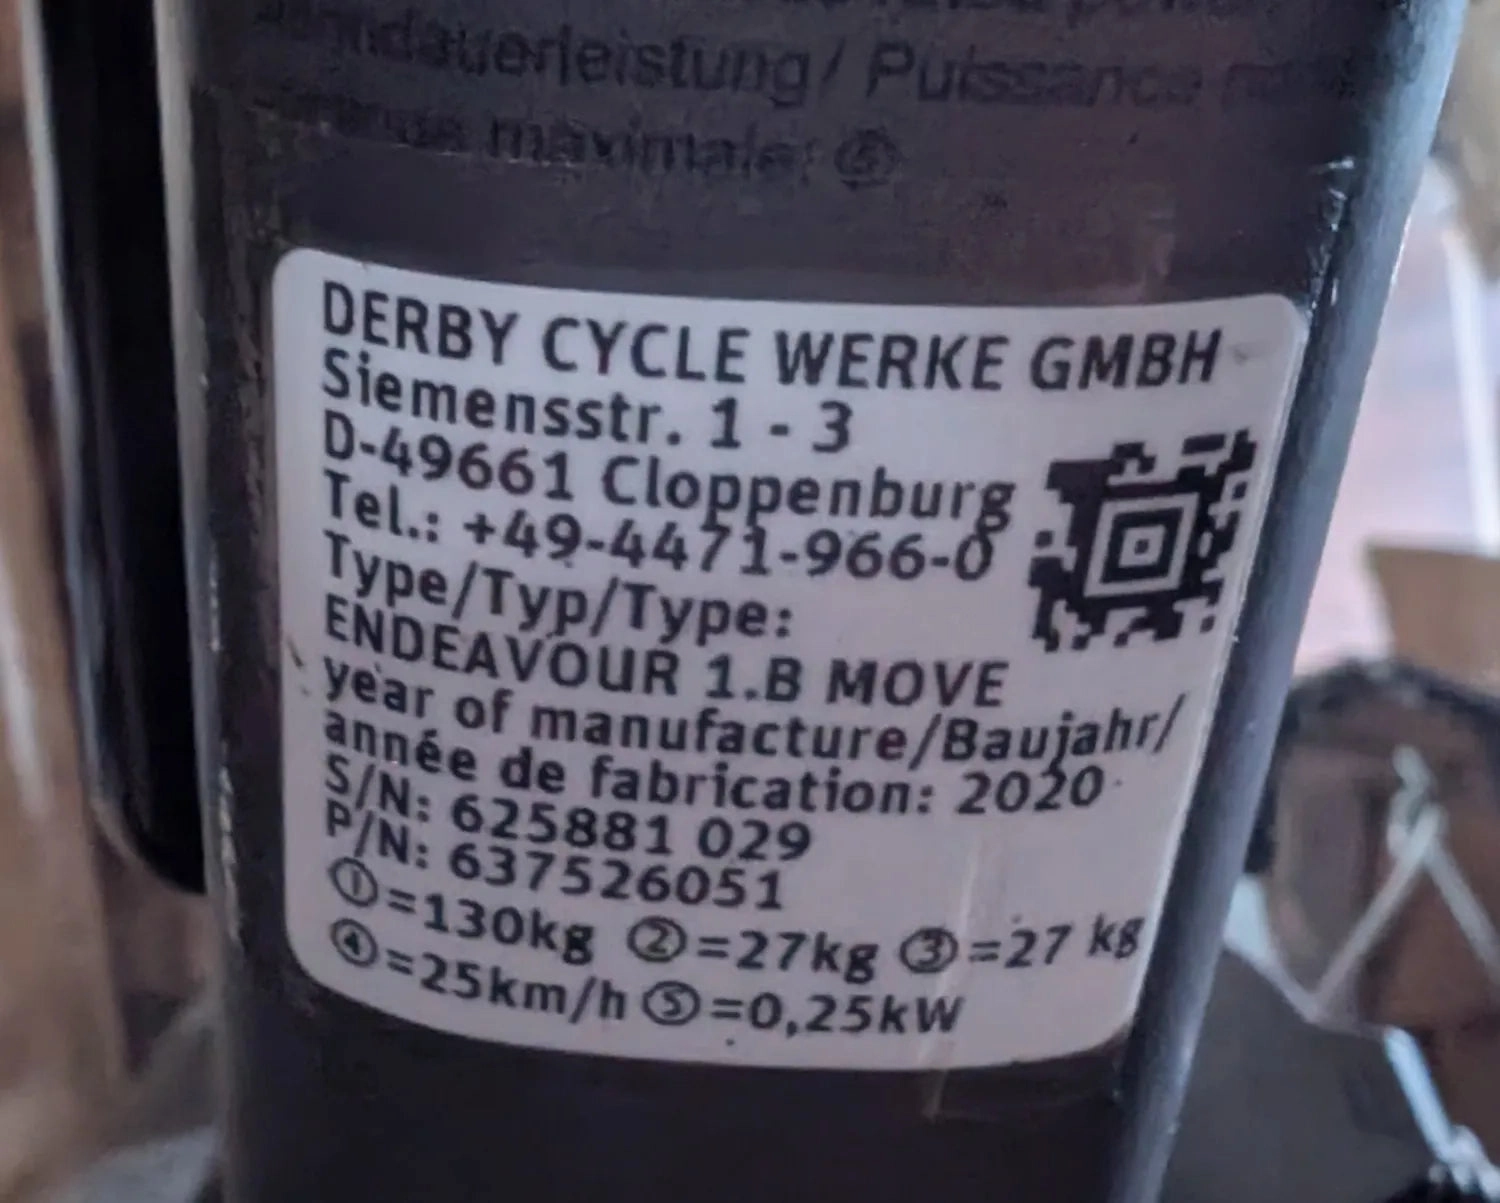 ndauerleistung/ Puissance
maximale: ⑤
DERBY CYCLE WERKE GMBH
Siemensstr. 1 - 3
D-49661 Cloppenburg
Tel.: +49-4471-966-0
Type/Typ/Type:
ENDEAVOUR 1.B MOVE
year of manufacture/Baujahr/
année de fabrication: 2020
S/N: 625881 029
P/N: 637526051
①=130kg ②=27kg ③=27 kg
④=25km/h ⑤=0,25kW